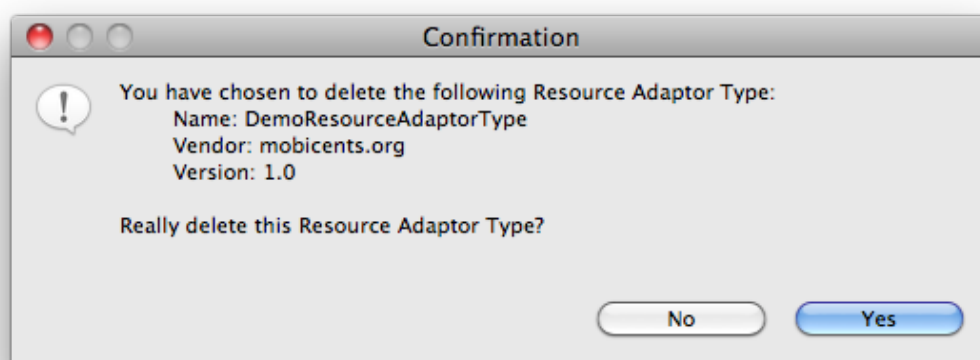 Confirmation
You have chosen to delete the following Resource Adaptor Type:
Name: DemoResourceAdaptorType
Vendor: mobicents.org
Version: 1.0
Really delete this Resource Adaptor Type?
No
Yes